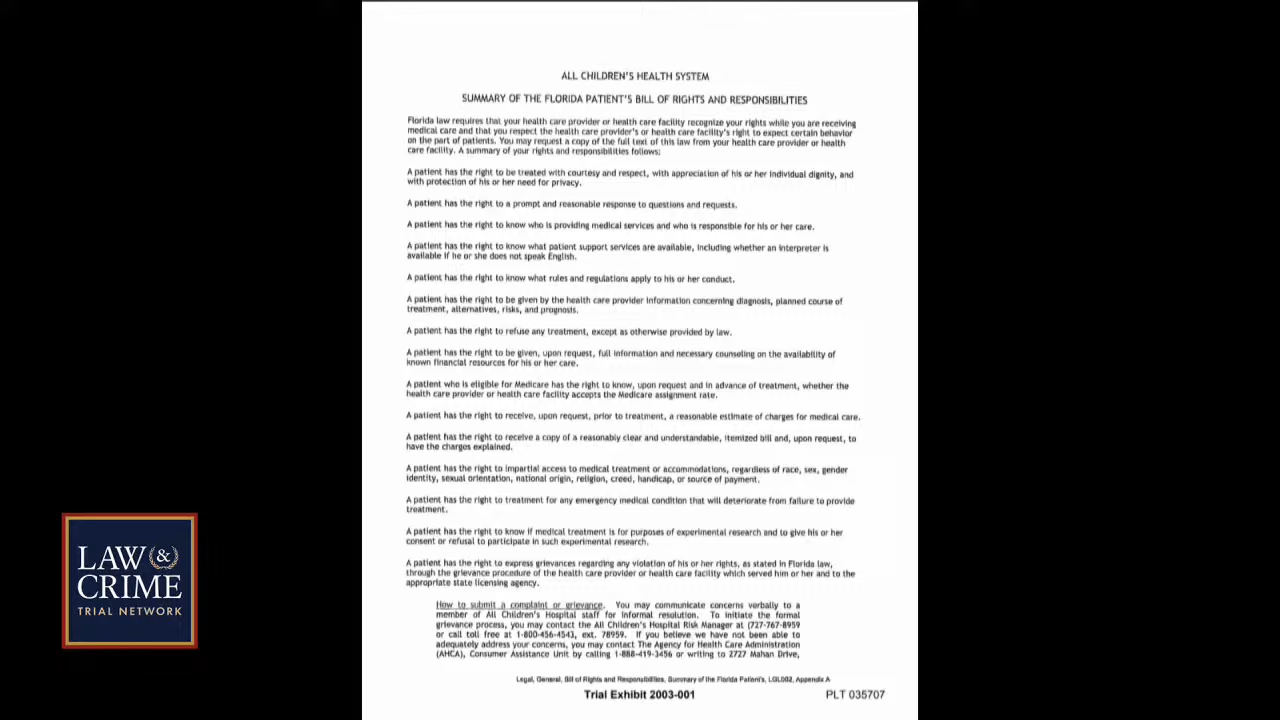 ALL CHILDREN'S HEALTH SYSTEM
SUMMARY OF THE FLORIDA PATIENT'S BILL OF RIGHTS AND RESPONSIBILITIES
Florida law requires that your health care provider or health care facility recognize your rights while you are receiving
medical care and that you respect the health care provider's or health care facility's right to expect certain behavior
on the part of patients. You may request a copy of the full text of this law from your health care provider or health
care facility. A summary of your rights and responsibilities follows:
A patient has the right to be treated with courtesy and respect, with appreciation of his or her individual dignity, and
with protection of his or her need for privacy.
A patient has the right to a prompt and reasonable response to questions and requests.
A patient has the right to know who is providing medical services and who is responsible for his or her care.
A patient has the right to know what patient support services are available, including whether an interpreter is
available if he or she does not speak English.
A patient has the right to know what rules and regulations apply to his or her conduct.
A patient has the right to be given by the health care provider information concerning diagnosis, planned course of
treatment, alternatives, risks, and prognosis.
A patient has the right to refuse any treatment, except as otherwise provided by law.
A patient has the right to be given, upon request, full information and necessary counseling on the availability of
known financial resources for his or her care.
A patient who is eligible for Medicare has the right to know, upon request and in advance of treatment, whether the
health care provider or health care facility accepts the Medicare assignment rate.
A patient has the right to receive, upon request, prior to treatment, a reasonable estimate of charges for medical care.
A patient has the right to receive a copy of a reasonably clear and understandable, itemized bill and, upon request, to
have the charges explained.
A patient has the right to impartial access to medical treatment or accommodations, regardless of race, sex, gender
identity, sexual orientation, national origin, religion, creed, handicap, or source of payment.
A patient has the right to treatment for any emergency medical condition that will deteriorate from failure to provide
treatment.
A patient has the right to know if medical treatment is for purposes of experimental research and to give his or her
consent or refusal to participate in such experimental research.
A patient has the right to express grievances regarding any violation of his or her rights, as stated in Florida law,
through the grievance procedure of the health care provider or health care facility which served him or her and to the
appropriate state licensing agency.
How to submit a complaint or grievance. You may communicate concerns verbally to a
member of All Children's Hospital staff for informal resolution. To initiate the formal
grievance process, you may contact the All Children's Hospital Risk Manager at (727-767-8959
or call toll free at 1-800-456-4543, ext. 78959. If you believe we have not been able to
adequately address your concerns, you may contact The Agency for Health Care Administration
(AHCA), Consumer Assistance Unit by calling 1-888-419-3456 or writing to 2727 Mahan Drive,
Legal, General, Bill of Rights and Responsibilities, Summary of the Florida Patient's, LGL002, Appendix A
Trial Exhibit 2003-001
PLT 035707
LAW &
CRIME
TRIAL NETWORK